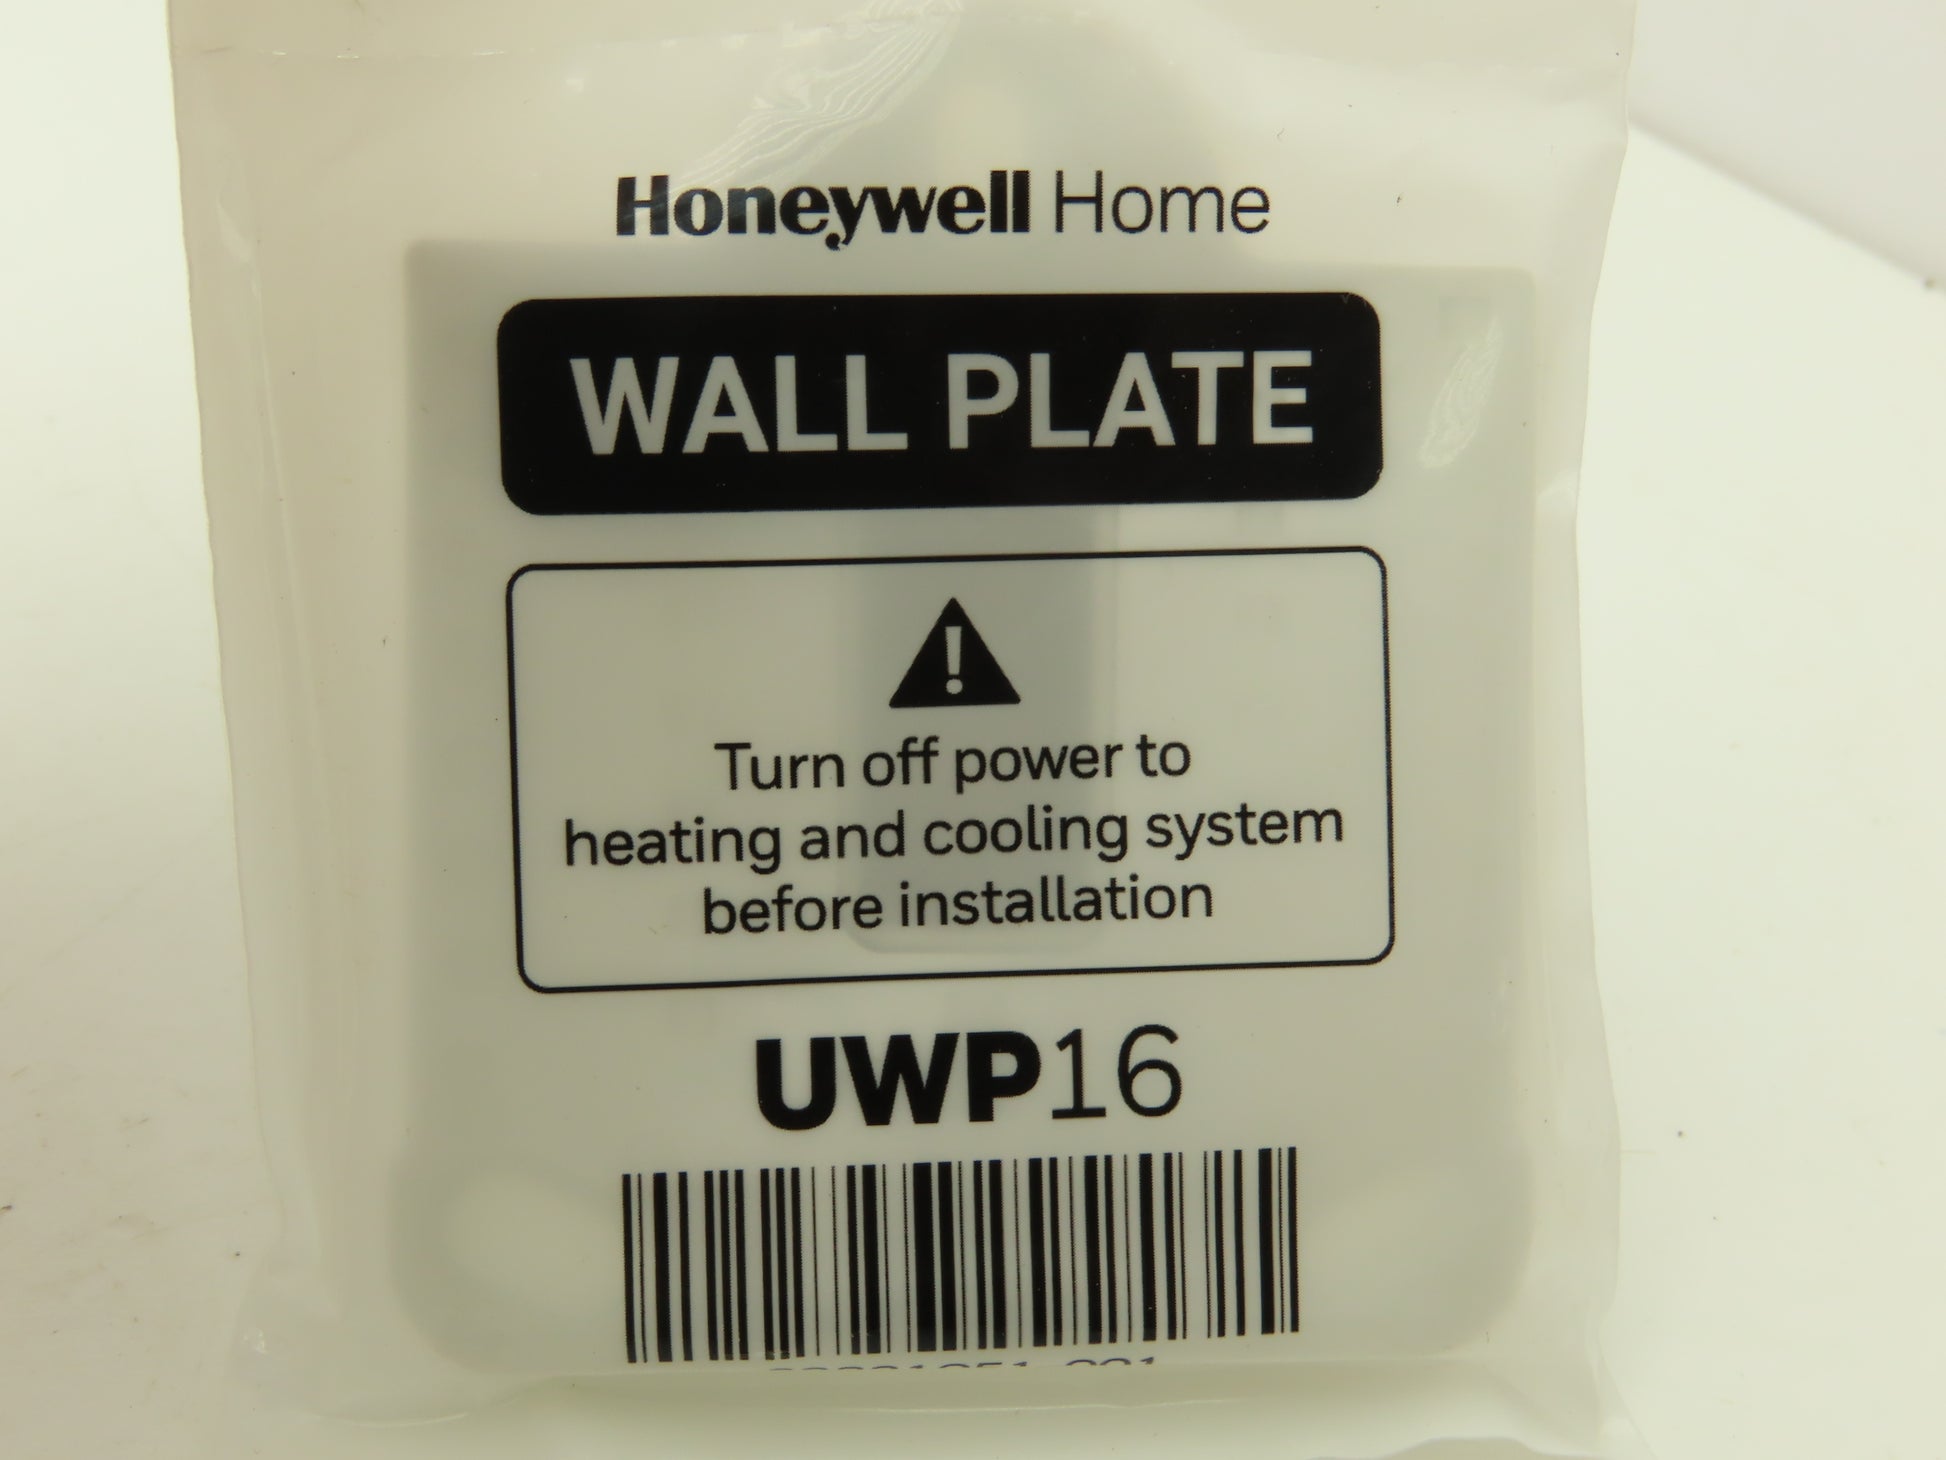 Honeywell Home
WALL PLATE
Turn off power to
heating and cooling system
before installation
UWP16